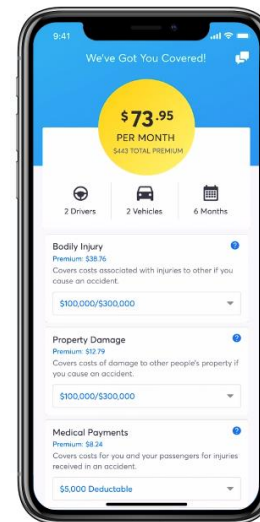 9:41
We've Got You Covered!
$73.95
PER MONTH
$443 TOTAL PREMIUM
2 Drivers
2 Vehicles
6 Months
Bodily Injury
Premium: $38.76
Covers costs associated with injuries to other if you
cause an accident.
$100,000/$300,000
Property Damage
Premium: $12.79
Covers costs of damage to other people's property if
you cause an accident.
$100,000/$300,000
Medical Payments
Premium: $8.24
Covers costs for you and your passengers for injuries
received in an accident.
$5,000 Deductable